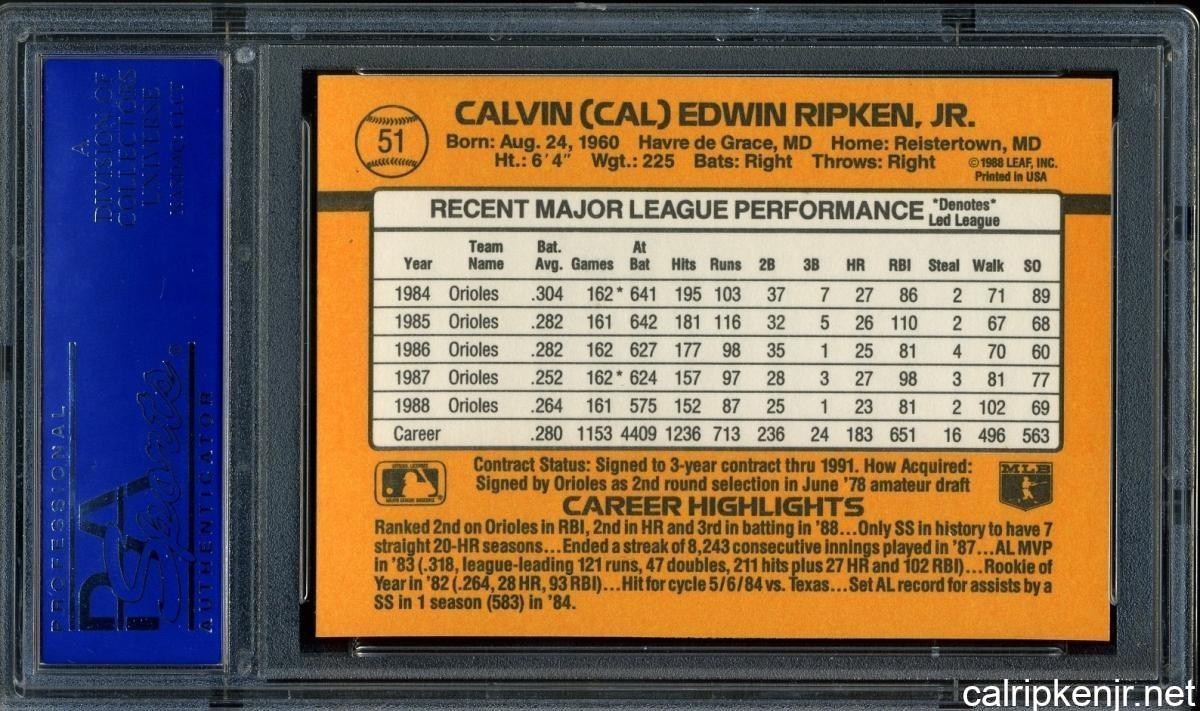 A
DIVISION OF
COLLECTORS
UNIVERSE
NASDAQ: CLCT
PROFESSIONAL
PSA
Sports
AUTHENTICATOR
51
CALVIN (CAL) EDWIN RIPKEN, JR.
Born: Aug. 24, 1960 Havre de Grace, MD Home: Reistertown, MD
Ht.: 6'4" Wgt.: 225 Bats: Right Throws: Right ©1988 LEAF, INC.
Printed in USA
RECENT MAJOR LEAGUE PERFORMANCE *Denotes*
Led League
Year Team Name Bat. Avg. Games At Bat Hits Runs 2B 3B HR RBI Steal Walk SO
1984 Orioles .304 162* 641 195 103 37 7 27 86 2 71 89
1985 Orioles .282 161 642 181 116 32 5 26 110 2 67 68
1986 Orioles .282 162 627 177 98 35 1 25 81 4 70 60
1987 Orioles .252 162* 624 157 97 28 3 27 98 3 81 77
1988 Orioles .264 161 575 152 87 25 1 23 81 2 102 69
Career .280 1153 4409 1236 713 236 24 183 651 16 496 563
Contract Status: Signed to 3-year contract thru 1991. How Acquired:
Signed by Orioles as 2nd round selection in June '78 amateur draft
MLB
CAREER HIGHLIGHTS
Ranked 2nd on Orioles in RBI, 2nd in HR and 3rd in batting in '88...Only SS in history to have 7
straight 20-HR seasons...Ended a streak of 8,243 consecutive innings played in '87...AL MVP
in '83 (.318, league-leading 121 runs, 47 doubles, 211 hits plus 27 HR and 102 RBI)...Rookie of
Year in '82 (.264, 28 HR, 93 RBI)...Hit for cycle 5/6/84 vs. Texas...Set AL record for assists by a
SS in 1 season (583) in '84.
calripkenjr.net